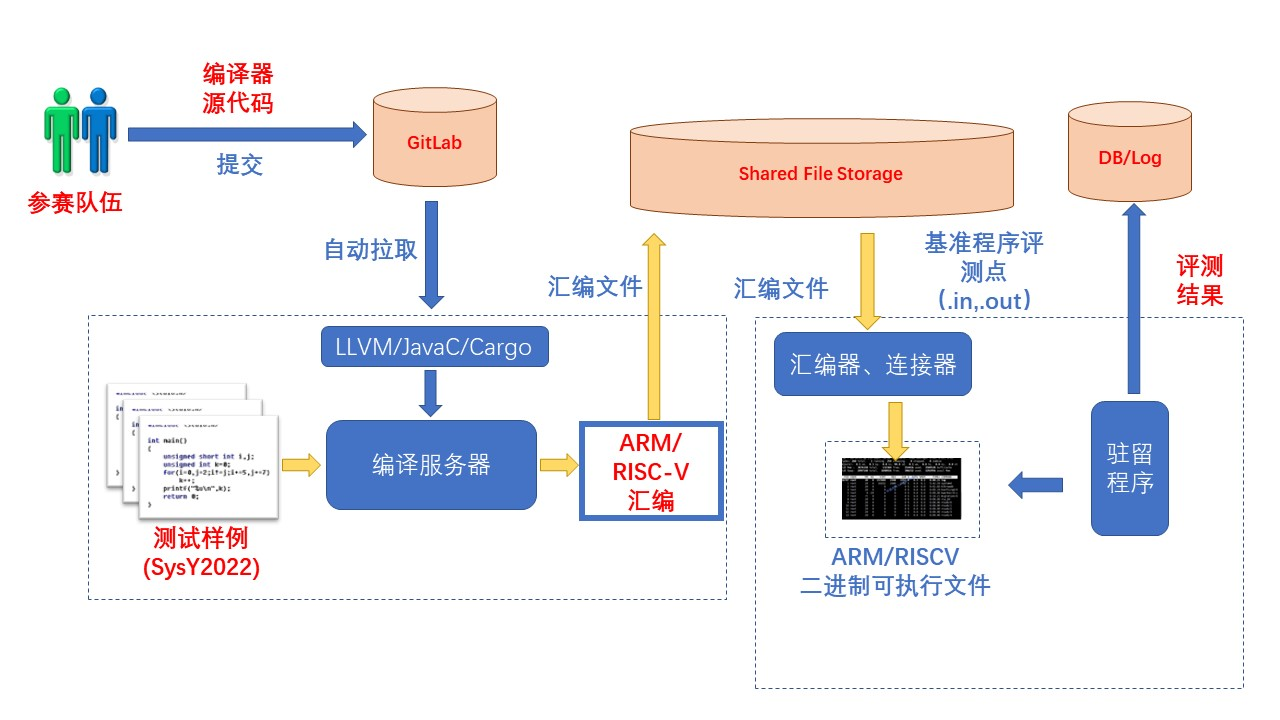 编译器
源代码
提交
参赛队伍
GitLab
Shared File Storage
DB/Log
自动拉取
汇编文件
汇编文件
基准程序评
测点
(.in,.out)
评测
结果
LLVM/JavaC/Cargo
编译服务器
ARM/
RISC-V
汇编
int main()
{
unsigned short int i,j;
unsigned int k=0;
k++;
return 0;
}
测试样例
(SysY2022)
汇编器、连接器
驻留
程序
ARM/RISCV
二进制可执行文件